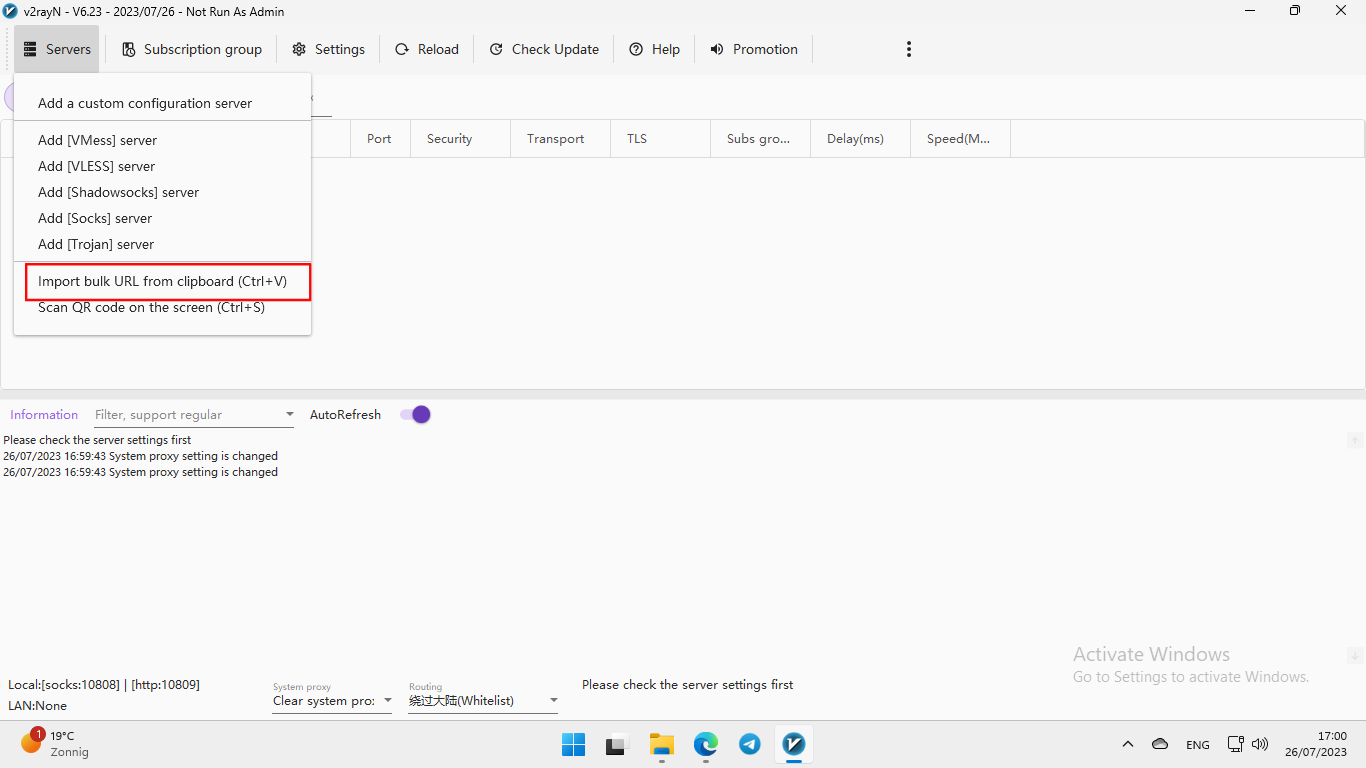 v2rayN - V6.23 - 2023/07/26 - Not Run As Admin
Servers Subscription group Settings Reload Check Update Help Promotion
Add a custom configuration server
Add [VMess] server
Add [VLESS] server
Add [Shadowsocks] server
Add [Socks] server
Add [Trojan] server
Import bulk URL from clipboard (Ctrl+V)
Scan QR code on the screen (Ctrl+S)
Port Security Transport TLS Subs gro... Delay(ms) Speed(M...
Information Filter, support regular AutoRefresh
Please check the server settings first
26/07/2023 16:59:43 System proxy setting is changed
26/07/2023 16:59:43 System proxy setting is changed
Activate Windows
Go to Settings to activate Windows.
Local:[socks:10808] | [http:10809]
LAN:None
System proxy
Clear system pro:
Routing
绕过大陆(Whitelist)
Please check the server settings first
1
19°C
Zonnig
ENG
17:00
26/07/2023